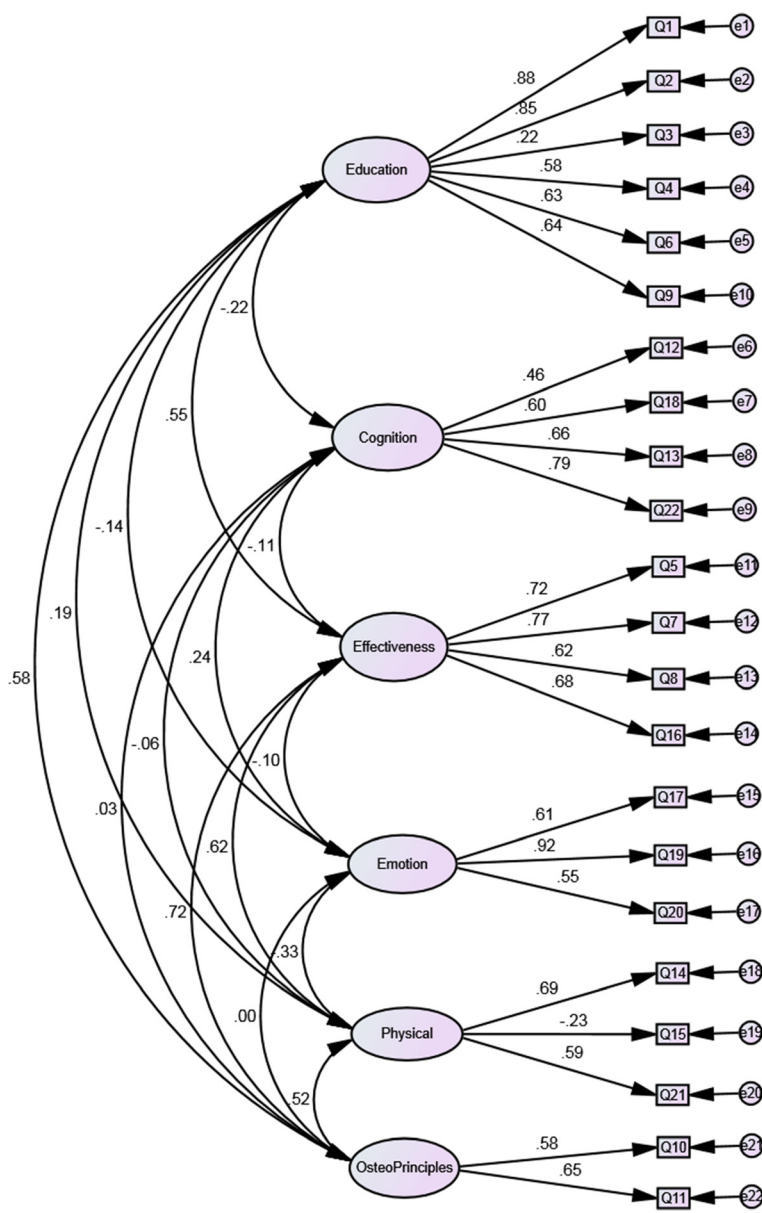 Q1 e1
.88
Q2 e2
.85
Q3 e3
.22
Education
.58
Q4 e4
.63
Q6 e5
.64
Q9 e10
-.22
Q12 e6
.46
Q18 e7
.60
.55
Cognition
.66
Q13 e8
.79
Q22 e9
-.14
-.11
Q5 e11
.72
.19
Q7 e12
.77
Effectiveness
.24
.62
Q8 e13
.58
.68
Q16 e14
-.06
-.10
Q17 e15
.03
.61
.62
Q19 e16
.92
Emotion
.55
Q20 e17
.72
-.33
Q14 e18
.69
.00
Physical
-.23
Q15 e19
.59
Q21 e20
.52
.58
Q10 e21
OsteoPrinciples
.65
Q11 e22